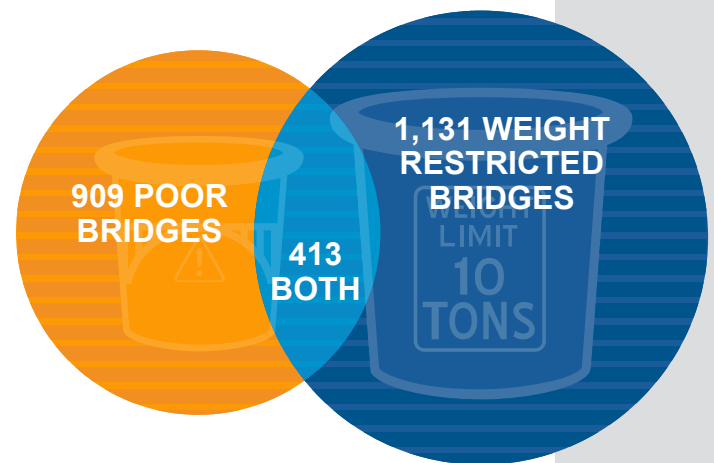 909 POOR
BRIDGES
413
BOTH
1,131 WEIGHT
RESTRICTED
BRIDGES
WEIGHT
LIMIT
10
TONS